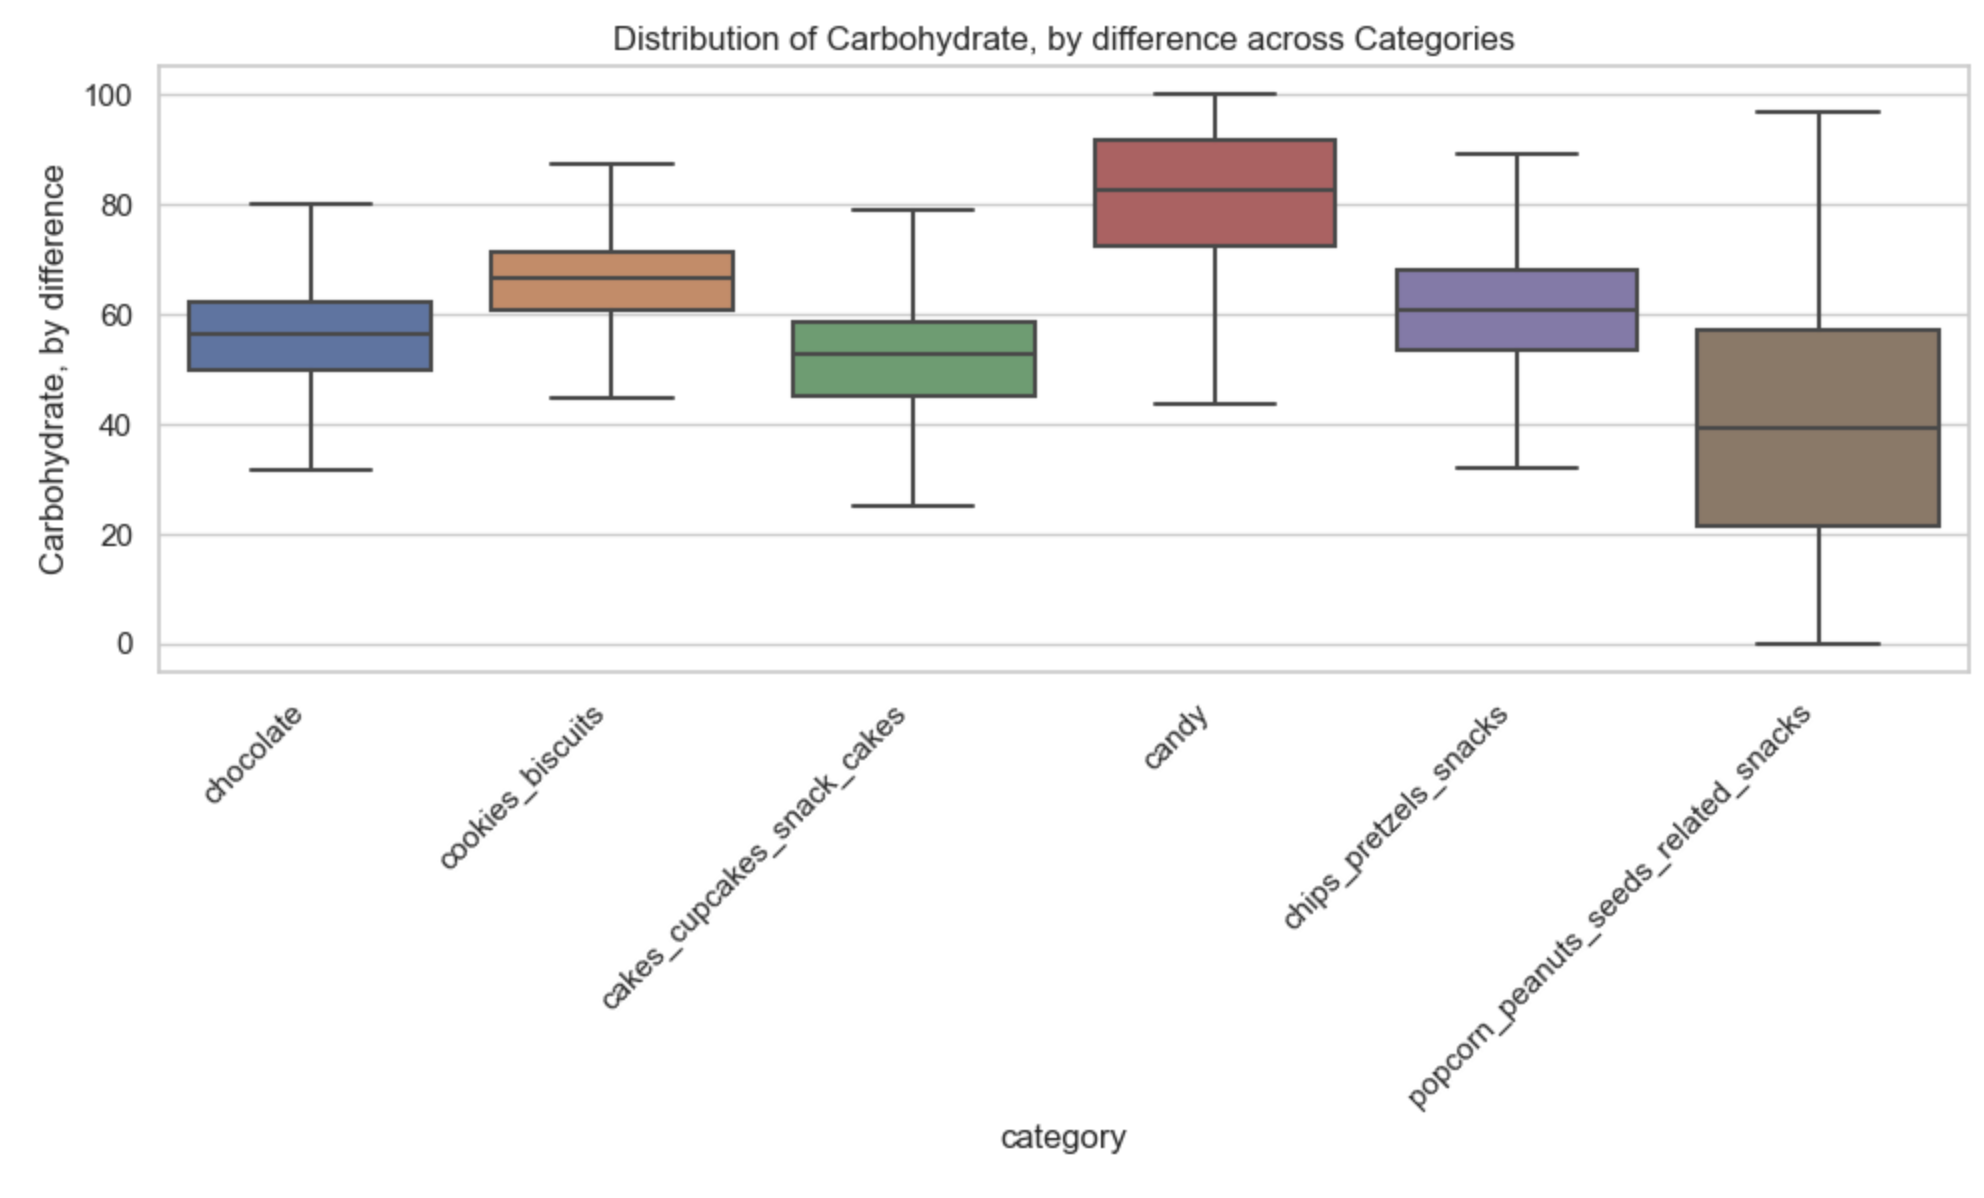 Distribution of Carbohydrate, by difference across Categories
Carbohydrate, by difference
100
80
60
40
20
0
chocolate
cookies_biscuits
cakes_cupcakes_snack_cakes
candy
chips_pretzels_snacks
popcorn_peanuts_seeds_related_snacks
category